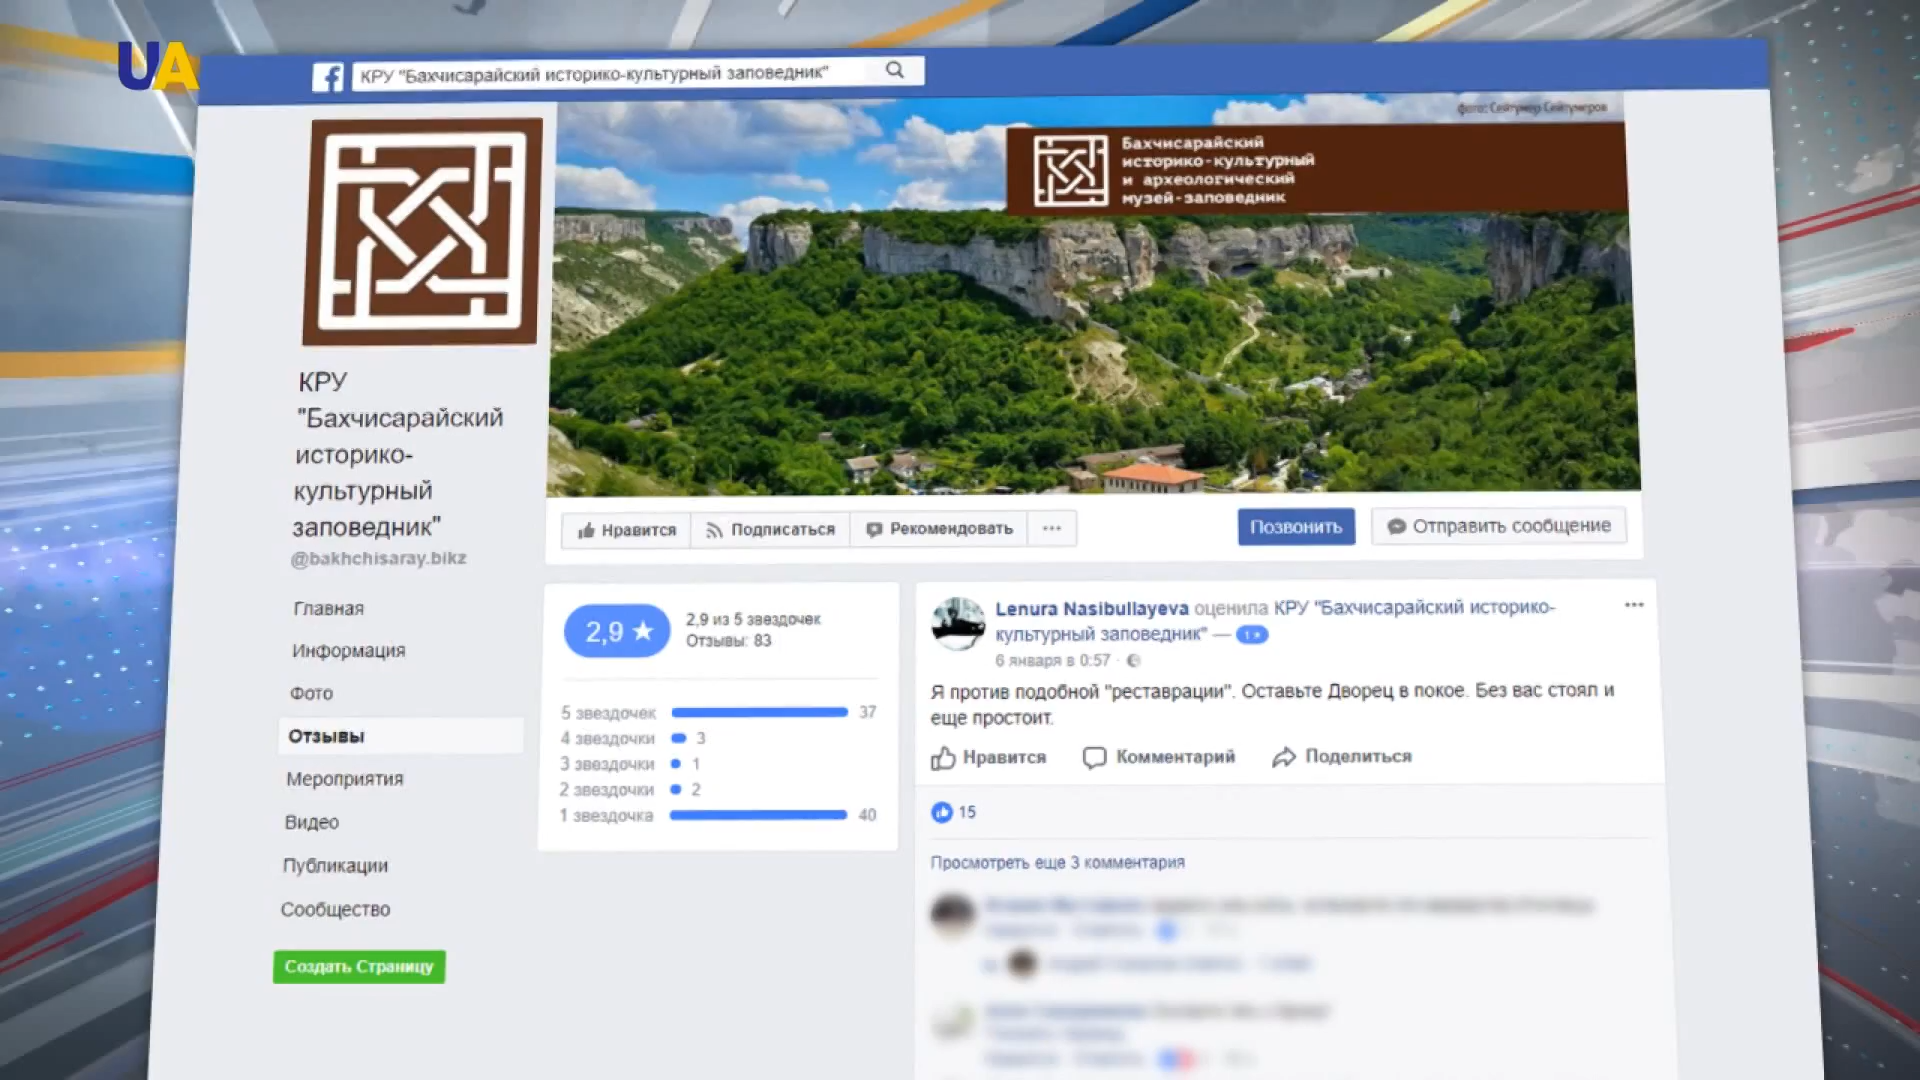 UA
КРУ "Бахчисарайский историко-культурный заповедник"
фото: Сейтумер Сейтумеров
Бахчисарайский
историко-культурный
и археологический
музей-заповедник
КРУ
"Бахчисарайский
историко-
культурный
заповедник"
@bakhchisaray.bikz
Главная
Информация
Фото
Отзывы
Мероприятия
Видео
Публикации
Сообщество
Создать Страницу
Нравится
Подписаться
Рекомендовать
Позвонить
Отправить сообщение
2,9 ★
2,9 из 5 звездочек
Отзывы: 83
5 звездочек 37
4 звездочки 3
3 звездочки 1
2 звездочки 2
1 звездочка 40
Lenura Nasibullayeva оценила КРУ "Бахчисарайский историко-
культурный заповедник" — 1★
6 января в 0:57 ·
Я против подобной "реставрации". Оставьте Дворец в покое. Без вас стоял и
еще простоит.
Нравится Комментарий Поделиться
15
Просмотреть еще 3 комментария